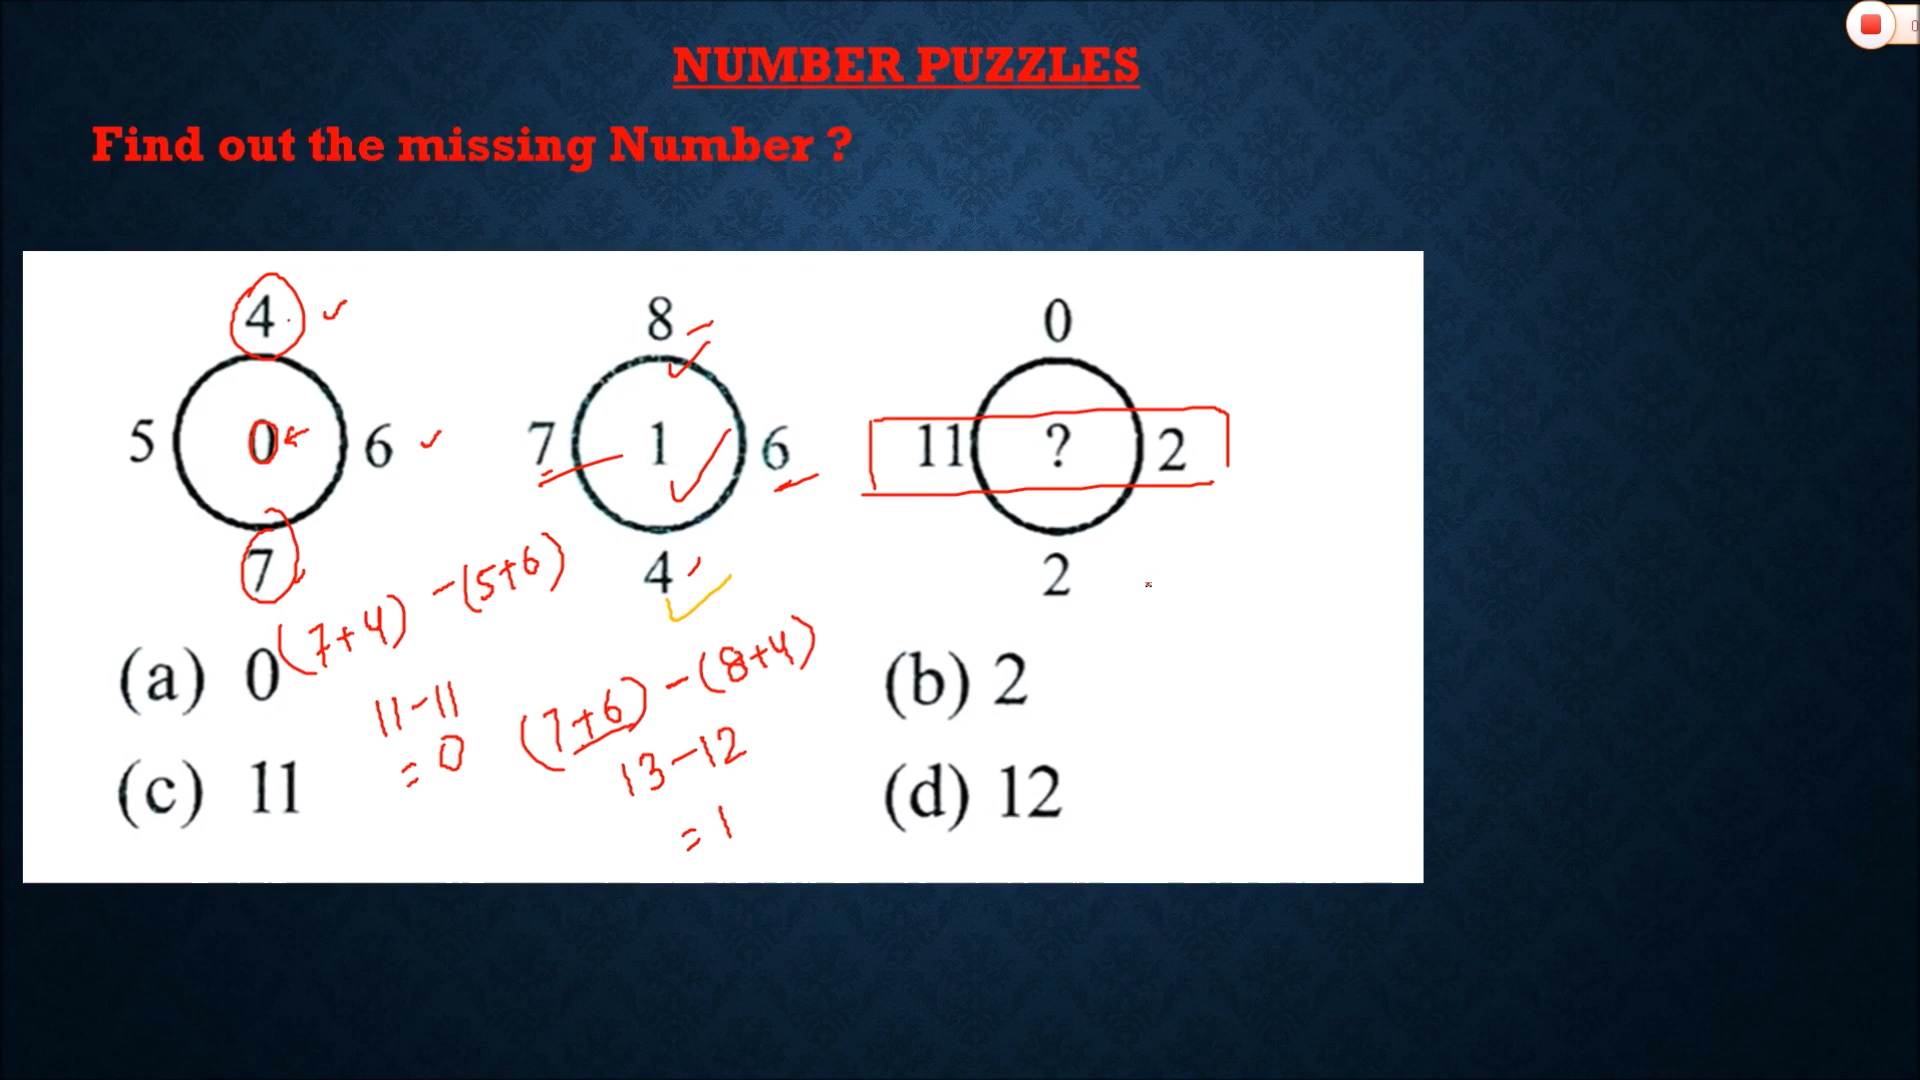 NUMBER PUZZLES
Find out the missing Number ?
4 8 0
5 0 6 7 1 6 11 ? 2
7 4 2
(7+4) -(5+6)
11-11
= 0
(7+6) -(8+4)
13-12
= 1
(a) 0 (b) 2
(c) 11 (d) 12